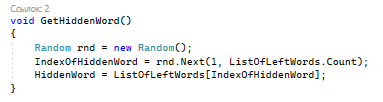 Ссылок: 2
void GetHiddenWord()
{
Random rnd = new Random();
IndexOfHiddenWord = rnd.Next(1, ListOfLeftWords.Count);
HiddenWord = ListOfLeftWords[IndexOfHiddenWord];
}